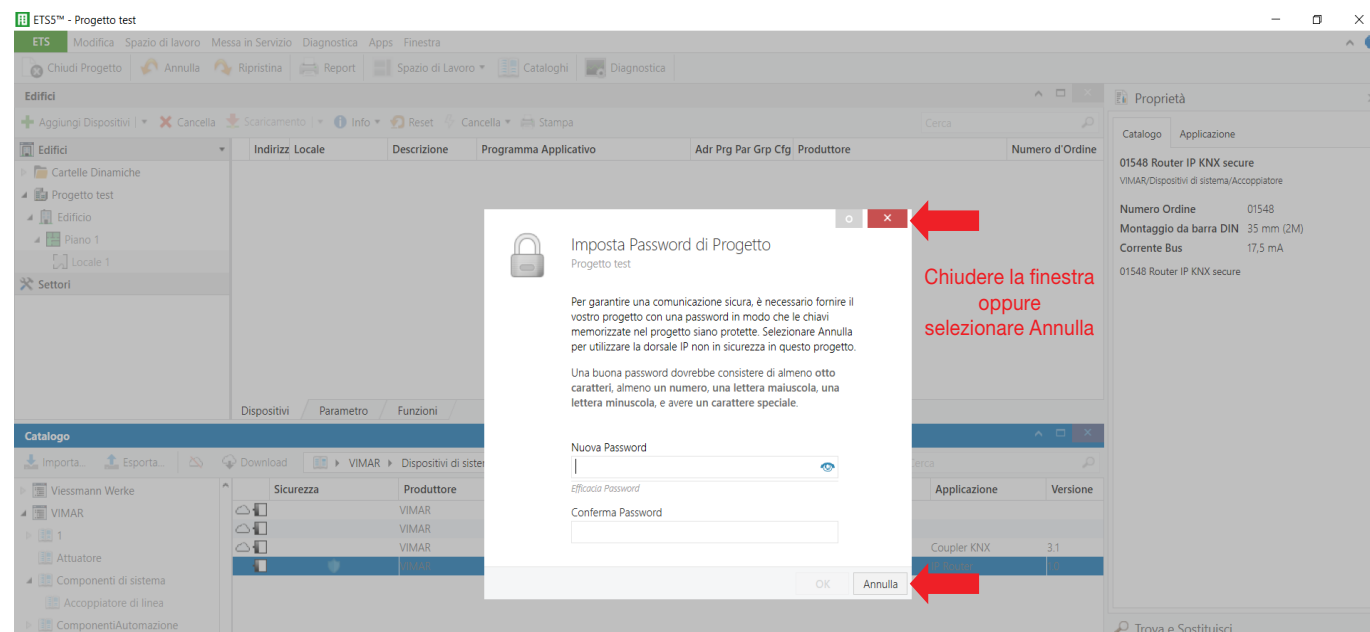 ETS5™ - Progetto test
ETS Modifica Spazio di lavoro Messa in Servizio Diagnostica Apps Finestra
Chiudi Progetto Annulla Ripristina Report Spazio di Lavoro Cataloghi Diagnostica
Edifici
Aggiungi Dispositivi Cancella Scaricamento Info Reset Cancella Stampa Cerca
Edifici
Indirizz Locale Descrizione Programma Applicativo Adr Prg Par Grp Cfg Produttore Numero d'Ordine
Cartelle Dinamiche
Progetto test
Edificio
Piano 1
Locale 1
Settori
Dispositivi Parametro Funzioni
Proprietà
Catalogo Applicazione
01548 Router IP KNX secure
VIMAR/Dispositivi di sistema/Accoppiatore
Numero Ordine 01548
Montaggio da barra DIN 35 mm (2M)
Corrente Bus 17,5 mA
01548 Router IP KNX secure
Imposta Password di Progetto
Progetto test
Per garantire una comunicazione sicura, è necessario fornire il
vostro progetto con una password in modo che le chiavi
memorizzate nel progetto siano protette. Selezionare Annulla
per utilizzare la dorsale IP non in sicurezza in questo progetto.
Una buona password dovrebbe consistere di almeno otto
caratteri, almeno un numero, una lettera maiuscola, una
lettera minuscola, e avere un carattere speciale.
Nuova Password
Efficacia Password
Conferma Password
OK Annulla
Chiudere la finestra
oppure
selezionare Annulla
Catalogo
Importa... Esporta... Download VIMAR Dispositivi di sister Cerca
Sicurezza Produttore Applicazione Versione
Viessmann Werke
VIMAR
1
Attuatore
Componenti di sistema
Accoppiatore di linea
ComponentiAutomazione
VIMAR
VIMAR
VIMAR Coupler KNX 3.1
VIMAR IP Router
Trova e Sostituisci